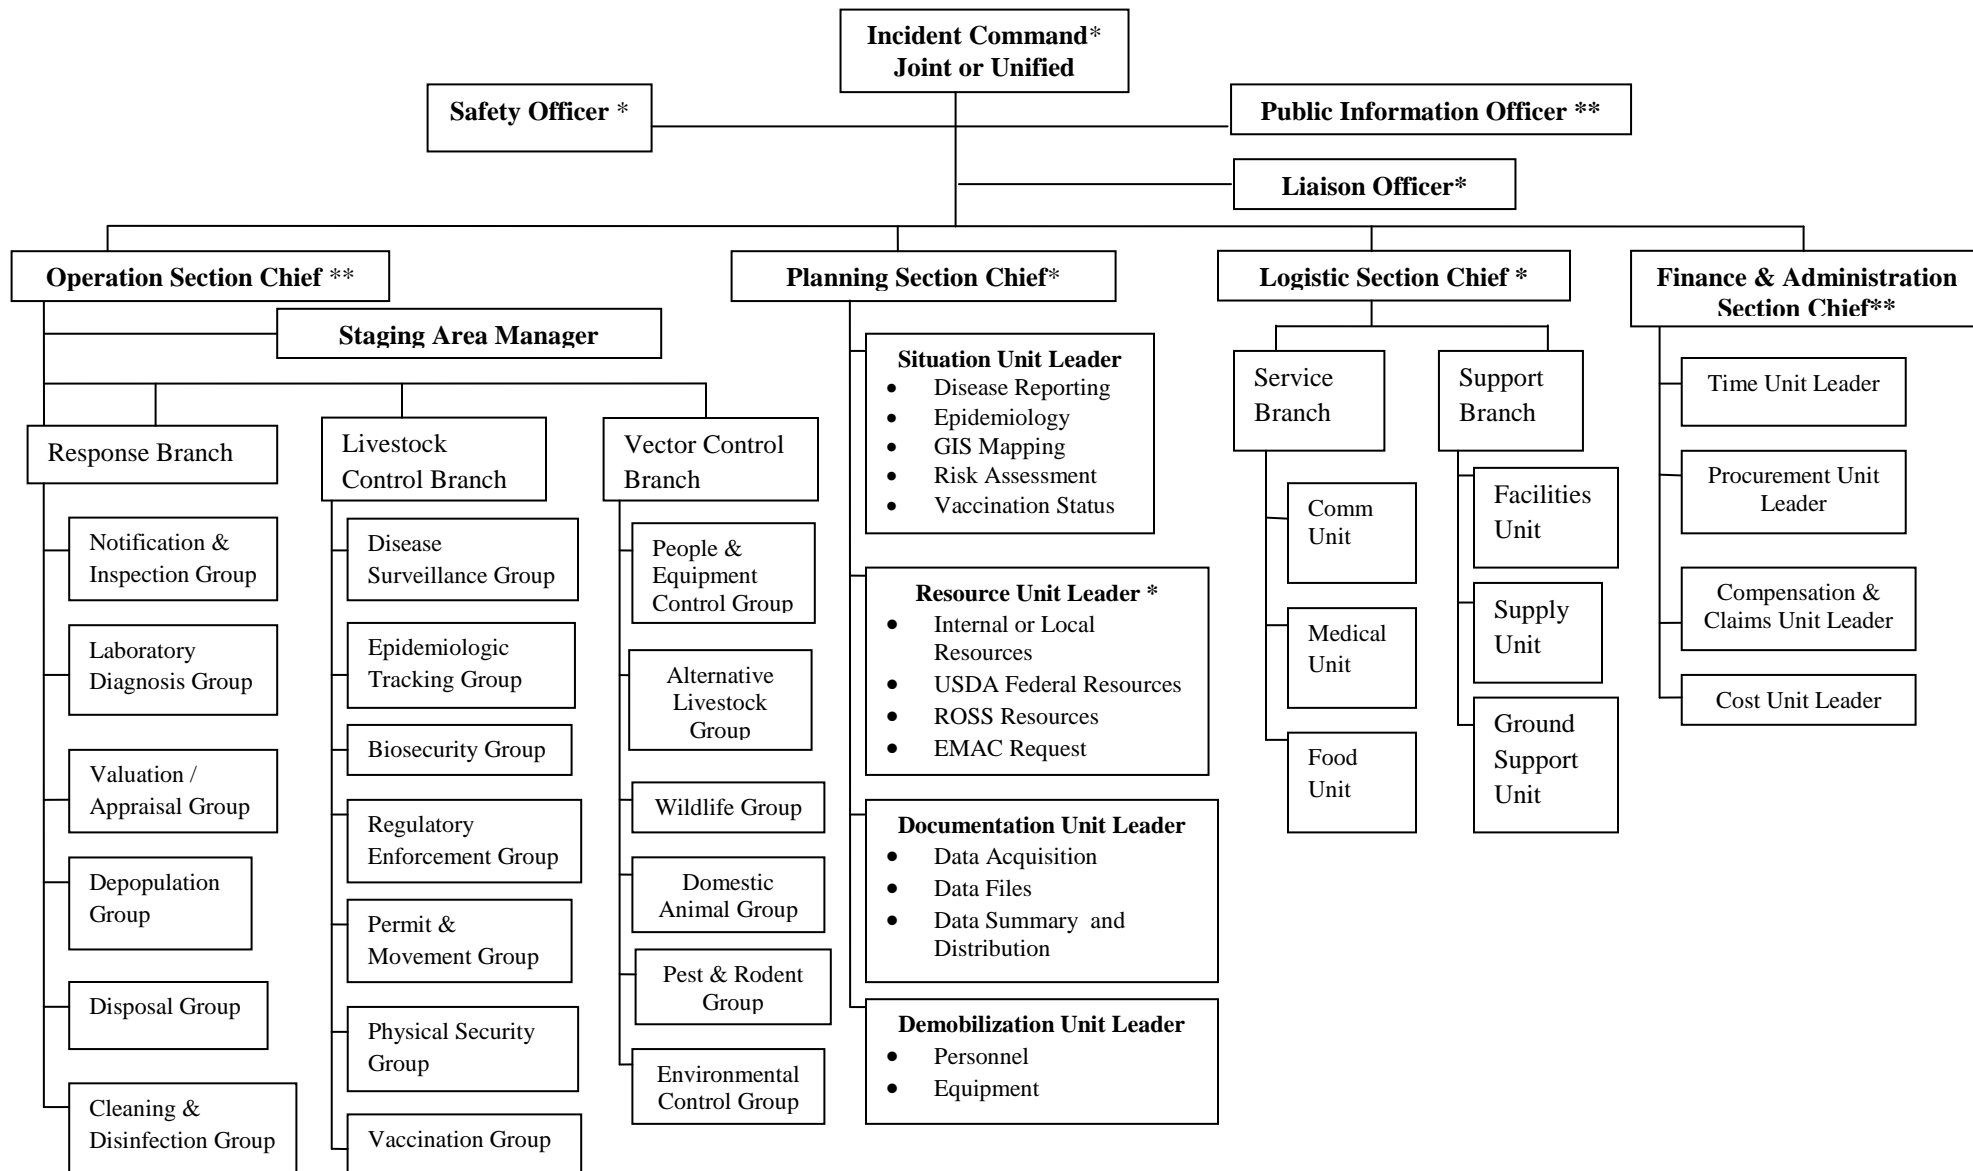 Incident Command*
Joint or Unified
Safety Officer *
Public Information Officer **
Liaison Officer*
Operation Section Chief **
Planning Section Chief*
Logistic Section Chief *
Finance & Administration
Section Chief**
Staging Area Manager
Response Branch
Notification &
Inspection Group
Laboratory
Diagnosis Group
Valuation /
Appraisal Group
Depopulation
Group
Disposal Group
Cleaning &
Disinfection Group
Livestock
Control Branch
Disease
Surveillance Group
Epidemiologic
Tracking Group
Biosecurity Group
Regulatory
Enforcement Group
Permit &
Movement Group
Physical Security
Group
Vaccination Group
Vector Control
Branch
People &
Equipment
Control Group
Alternative
Livestock
Group
Wildlife Group
Domestic
Animal Group
Pest & Rodent
Group
Environmental
Control Group
Situation Unit Leader
• Disease Reporting
• Epidemiology
• GIS Mapping
• Risk Assessment
• Vaccination Status
Resource Unit Leader *
• Internal or Local
Resources
• USDA Federal Resources
• ROSS Resources
• EMAC Request
Documentation Unit Leader
• Data Acquisition
• Data Files
• Data Summary and
Distribution
Demobilization Unit Leader
• Personnel
• Equipment
Service
Branch
Comm
Unit
Medical
Unit
Food
Unit
Support
Branch
Facilities
Unit
Supply
Unit
Ground
Support
Unit
Time Unit Leader
Procurement Unit
Leader
Compensation &
Claims Unit Leader
Cost Unit Leader